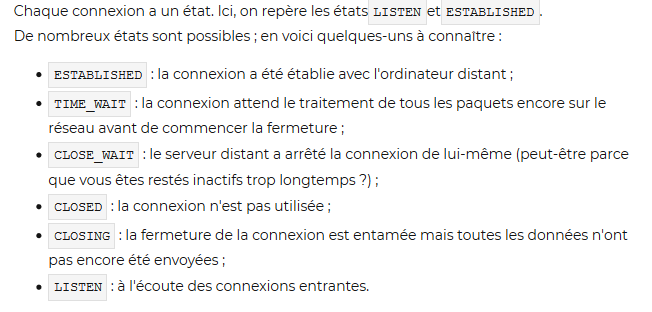 Chaque connexion a un état. Ici, on repère les états LISTEN et ESTABLISHED.
De nombreux états sont possibles ; en voici quelques-uns à connaître :
• ESTABLISHED : la connexion a été établie avec l'ordinateur distant ;
• TIME_WAIT : la connexion attend le traitement de tous les paquets encore sur le
réseau avant de commencer la fermeture ;
• CLOSE_WAIT : le serveur distant a arrêté la connexion de lui-même (peut-être parce
que vous êtes restés inactifs trop longtemps ?) ;
• CLOSED : la connexion n'est pas utilisée ;
• CLOSING : la fermeture de la connexion est entamée mais toutes les données n'ont
pas encore été envoyées ;
• LISTEN : à l'écoute des connexions entrantes.